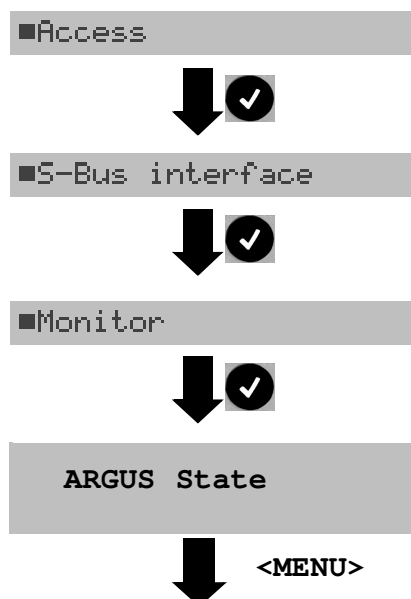 ■Access
■S-Bus interface
■Monitor
ARGUS State
<MENU>